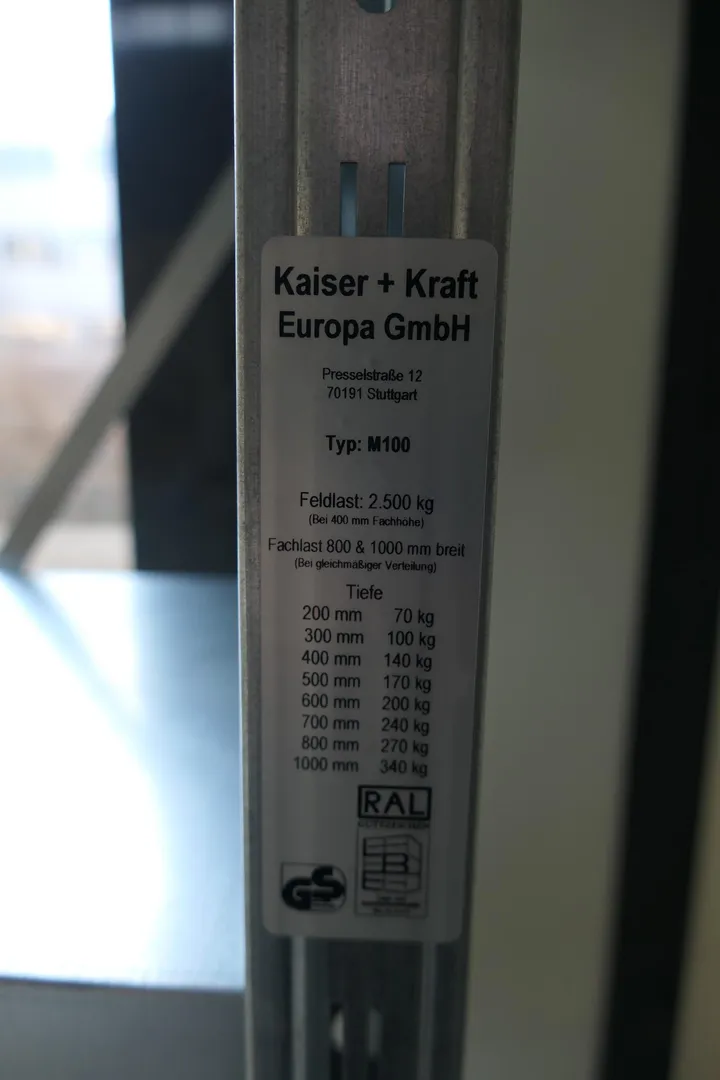 Kaiser + Kraft
Europa GmbH
Presselstraße 12
70191 Stuttgart
Typ: M100
Feldlast: 2.500 kg
(Bei 400 mm Fachhöhe)
Fachlast 800 & 1000 mm breit
(Bei gleichmäßiger Verteilung)
Tiefe
200 mm 70 kg
300 mm 100 kg
400 mm 140 kg
500 mm 170 kg
600 mm 200 kg
700 mm 240 kg
800 mm 270 kg
1000 mm 340 kg
RAL
GS